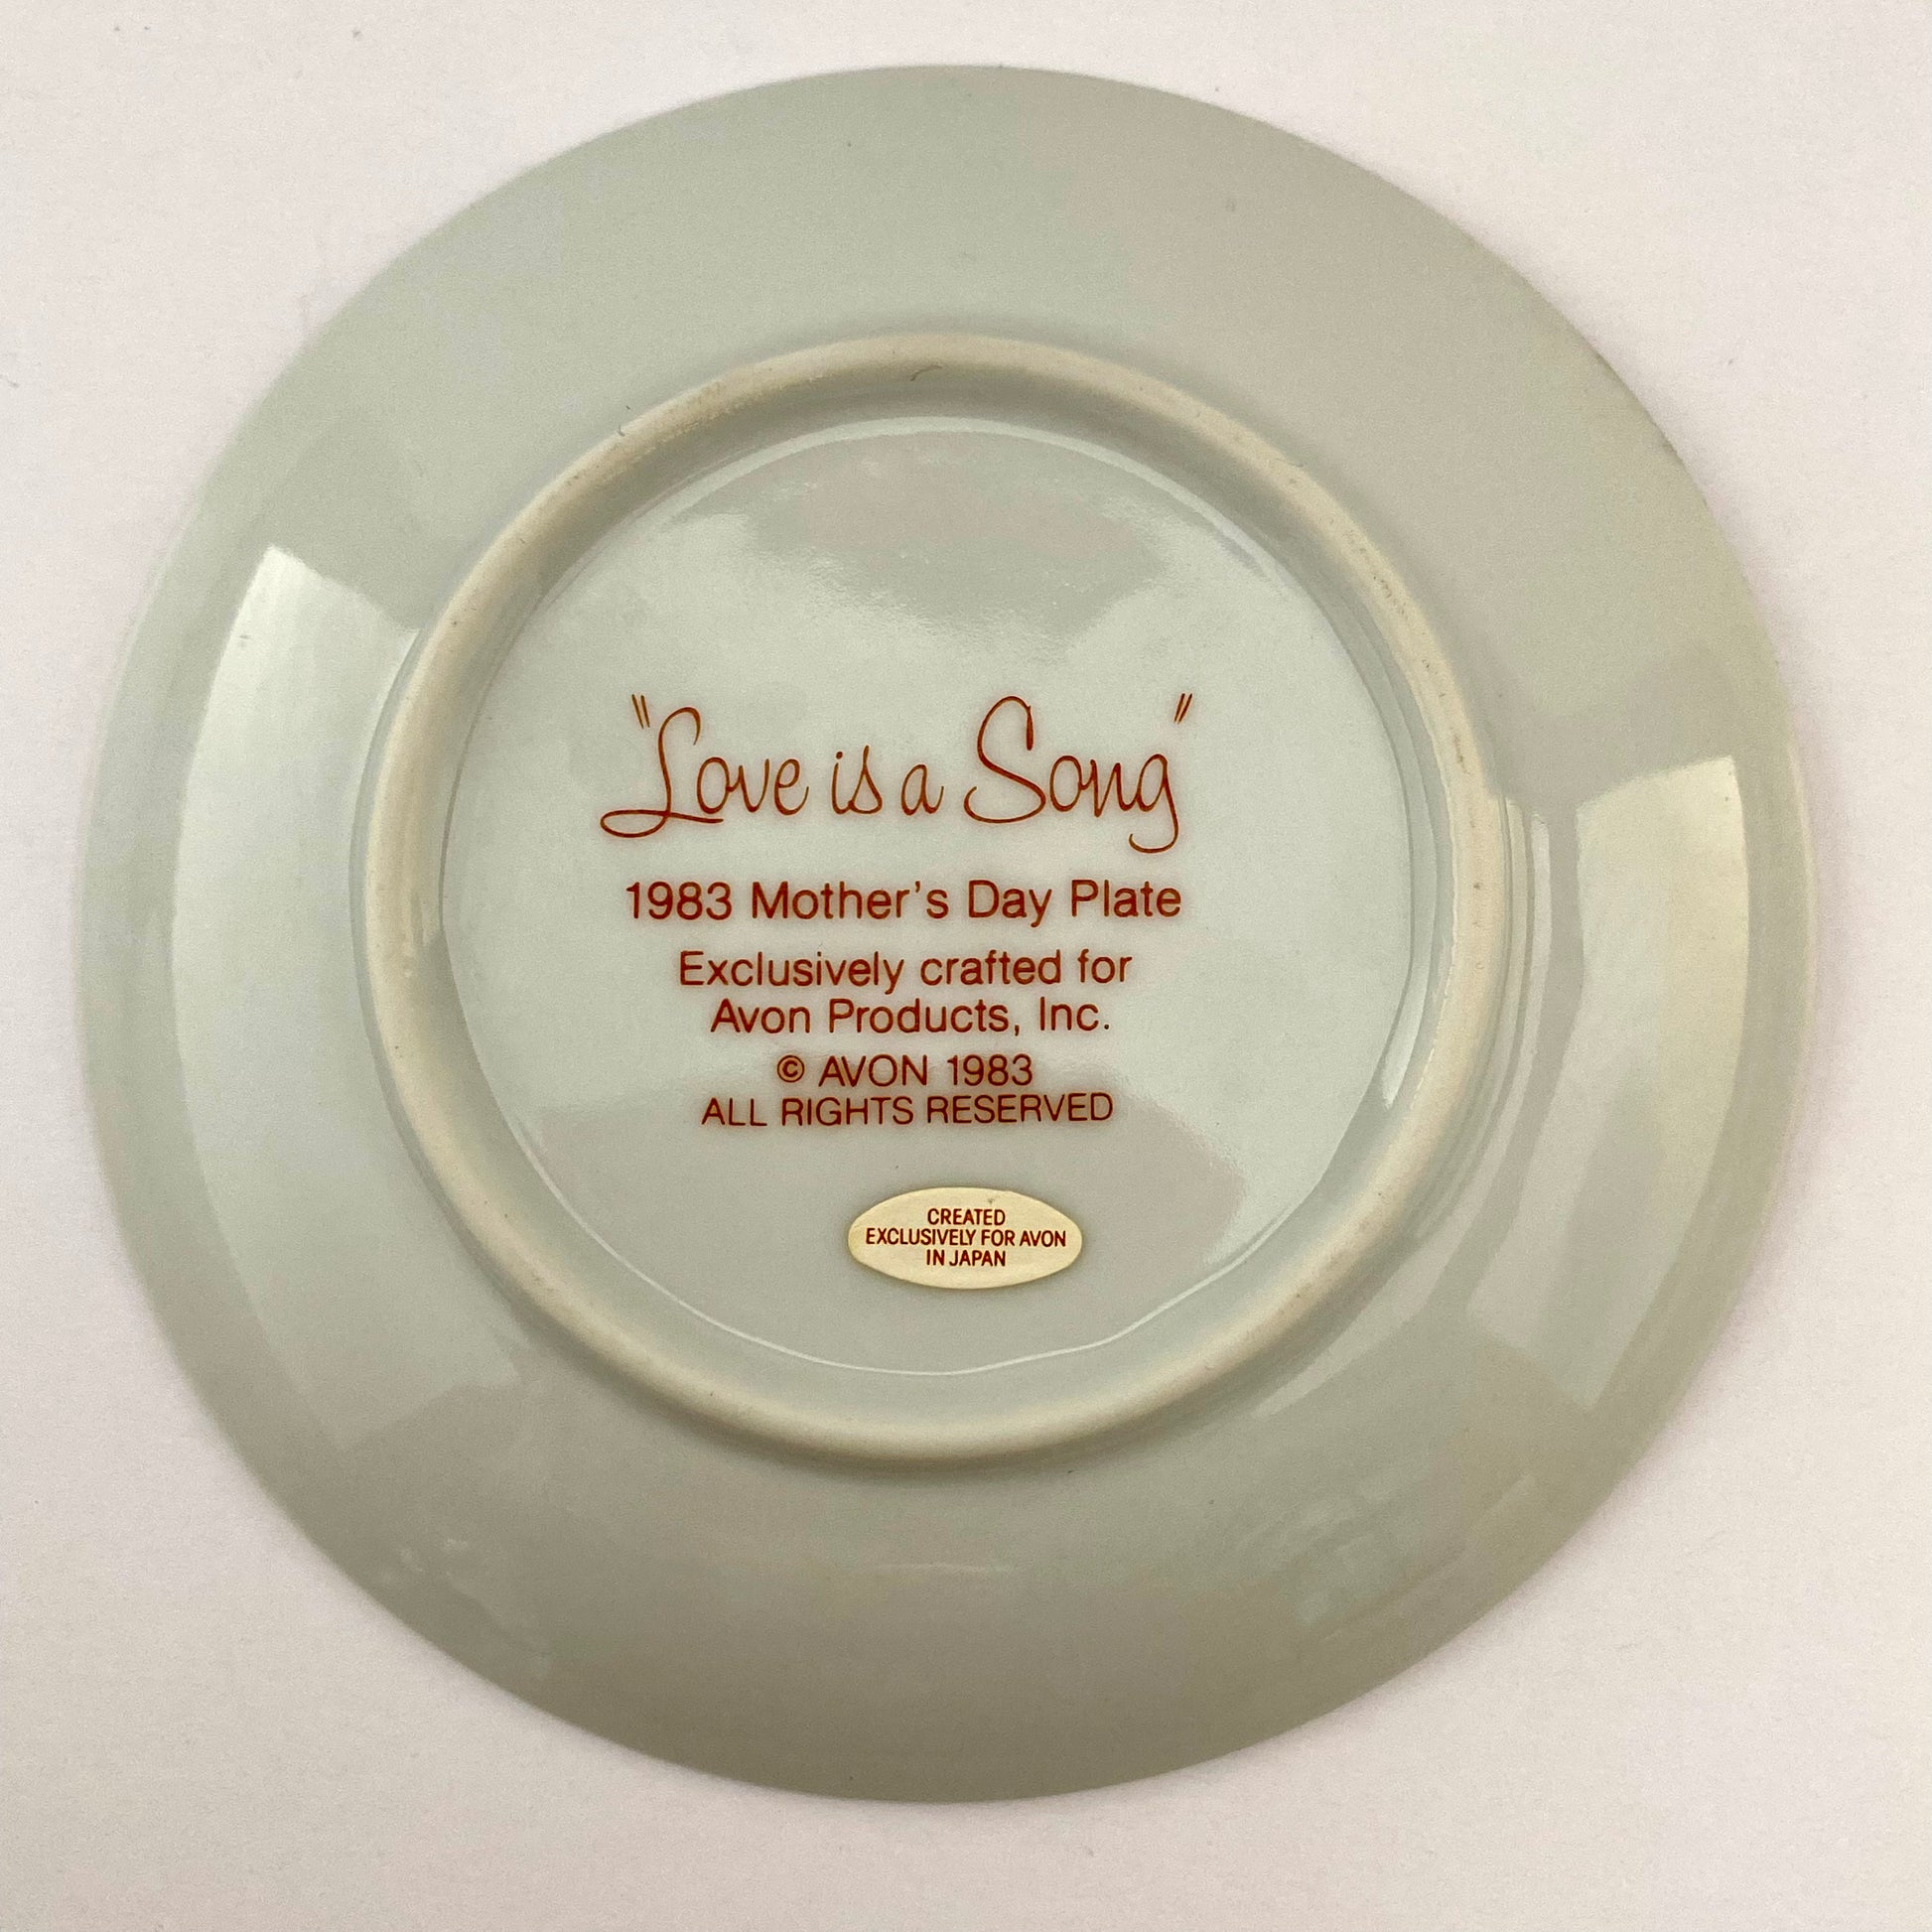 "Love is a Song"
1983 Mother's Day Plate
Exclusively crafted for
Avon Products, Inc.
© AVON 1983
ALL RIGHTS RESERVED
CREATED
EXCLUSIVELY FOR AVON
IN JAPAN